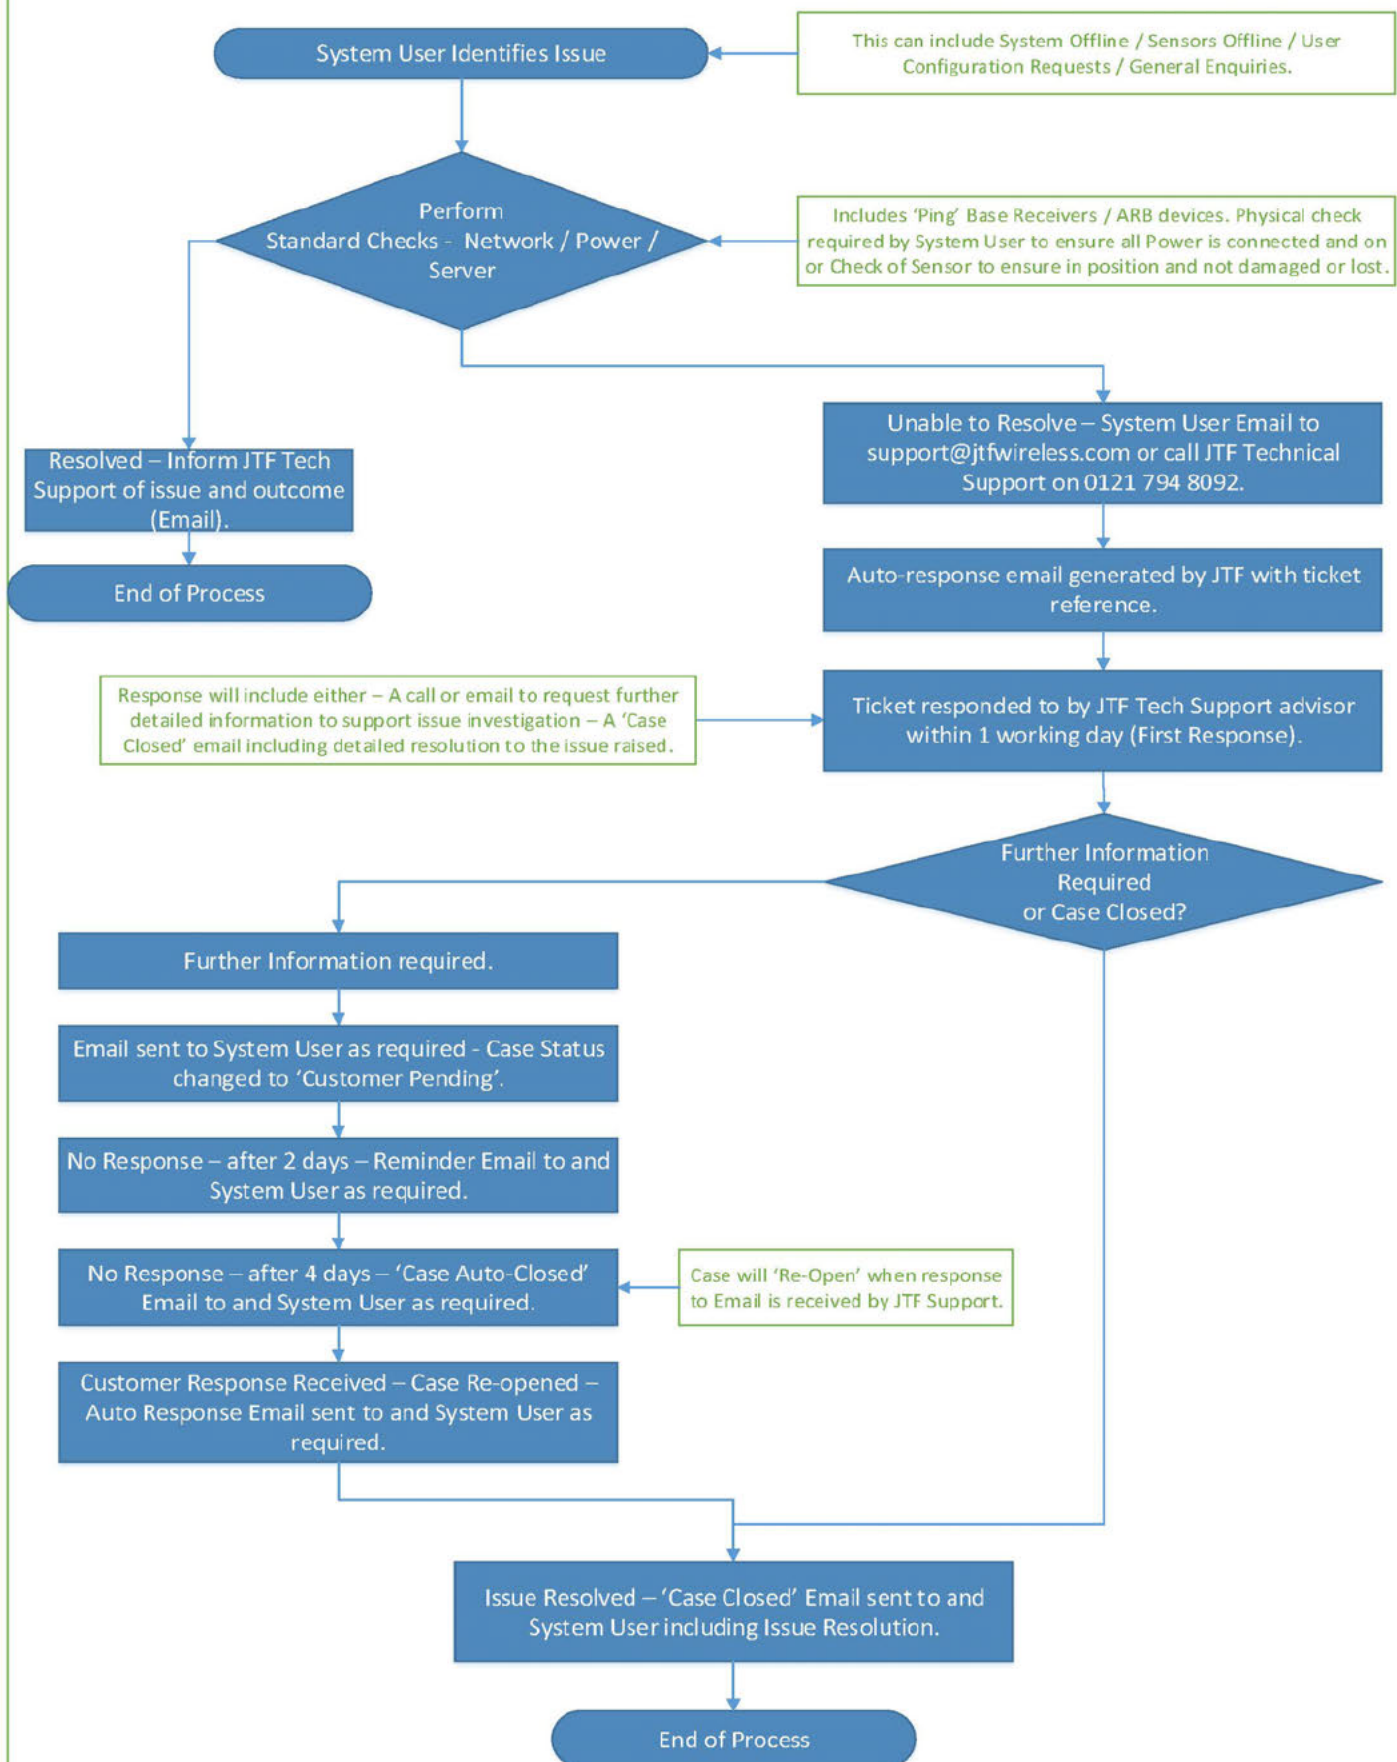 System User Identifies Issue
This can include System Offline / Sensors Offline / User
Configuration Requests / General Enquiries.
Perform
Standard Checks - Network / Power /
Server
Includes ‘Ping’ Base Receivers / ARB devices. Physical check
required by System User to ensure all Power is connected and on
or Check of Sensor to ensure in position and not damaged or lost.
Resolved – Inform JTF Tech
Support of issue and outcome
(Email).
End of Process
Unable to Resolve – System User Email to
support@jtfwireless.com or call JTF Technical
Support on 0121 794 8092.
Auto-response email generated by JTF with ticket
reference.
Response will include either – A call or email to request further
detailed information to support issue investigation – A ‘Case
Closed’ email including detailed resolution to the issue raised.
Ticket responded to by JTF Tech Support advisor
within 1 working day (First Response).
Further Information
Required
or Case Closed?
Further Information required.
Email sent to System User as required - Case Status
changed to ‘Customer Pending’.
No Response – after 2 days – Reminder Email to and
System User as required.
No Response – after 4 days – ‘Case Auto-Closed’
Email to and System User as required.
Case will ‘Re-Open’ when response
to Email is received by JTF Support.
Customer Response Received – Case Re-opened –
Auto Response Email sent to and System User as
required.
Issue Resolved – ‘Case Closed’ Email sent to and
System User including Issue Resolution.
End of Process